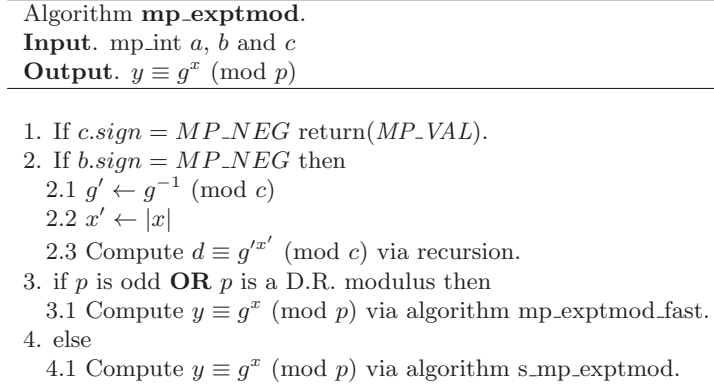 Algorithm mp_exptmod.
Input. mp_int a, b and c
Output. y ≡ g^x (mod p)
1. If c.sign = MP_NEG return(MP_VAL).
2. If b.sign = MP_NEG then
2.1 g′ ← g^−1 (mod c)
2.2 x′ ← |x|
2.3 Compute d ≡ g′^x′ (mod c) via recursion.
3. if p is odd OR p is a D.R. modulus then
3.1 Compute y ≡ g^x (mod p) via algorithm mp_exptmod_fast.
4. else
4.1 Compute y ≡ g^x (mod p) via algorithm s_mp_exptmod.